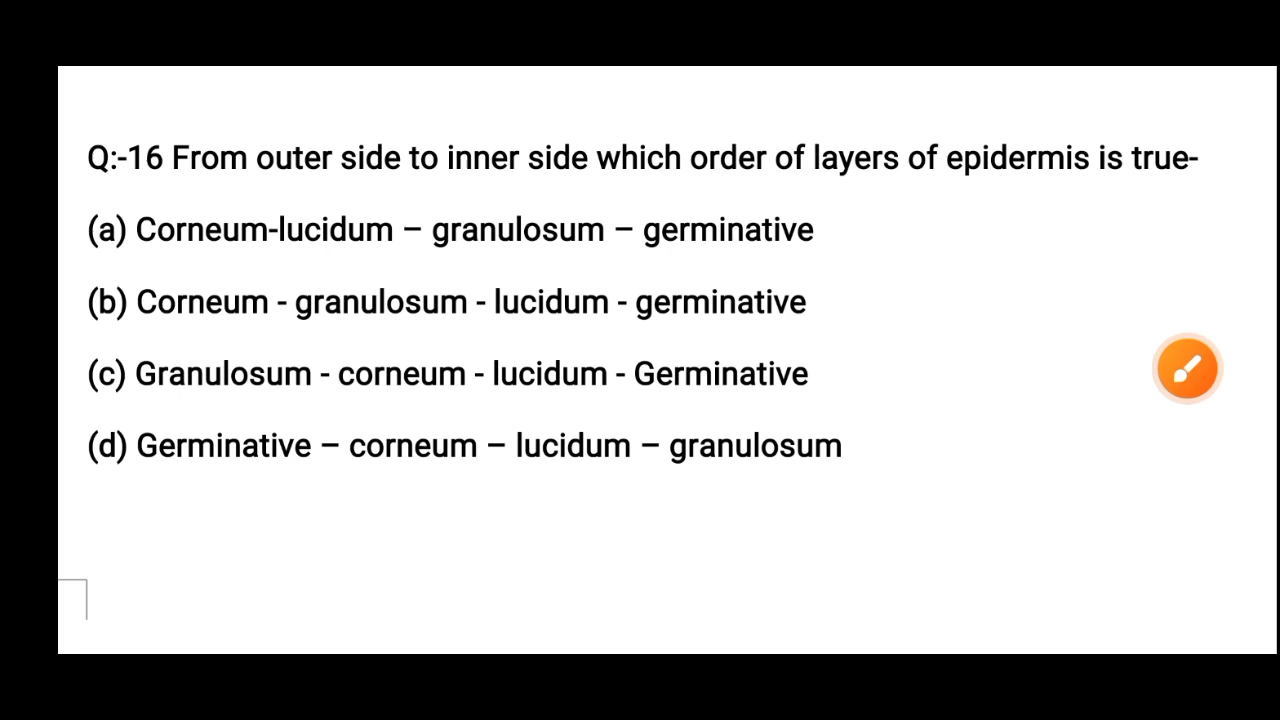 Q:-16 From outer side to inner side which order of layers of epidermis is true-
(a) Corneum-lucidum – granulosum – germinative
(b) Corneum - granulosum - lucidum - germinative
(c) Granulosum - corneum - lucidum - Germinative
(d) Germinative – corneum – lucidum – granulosum